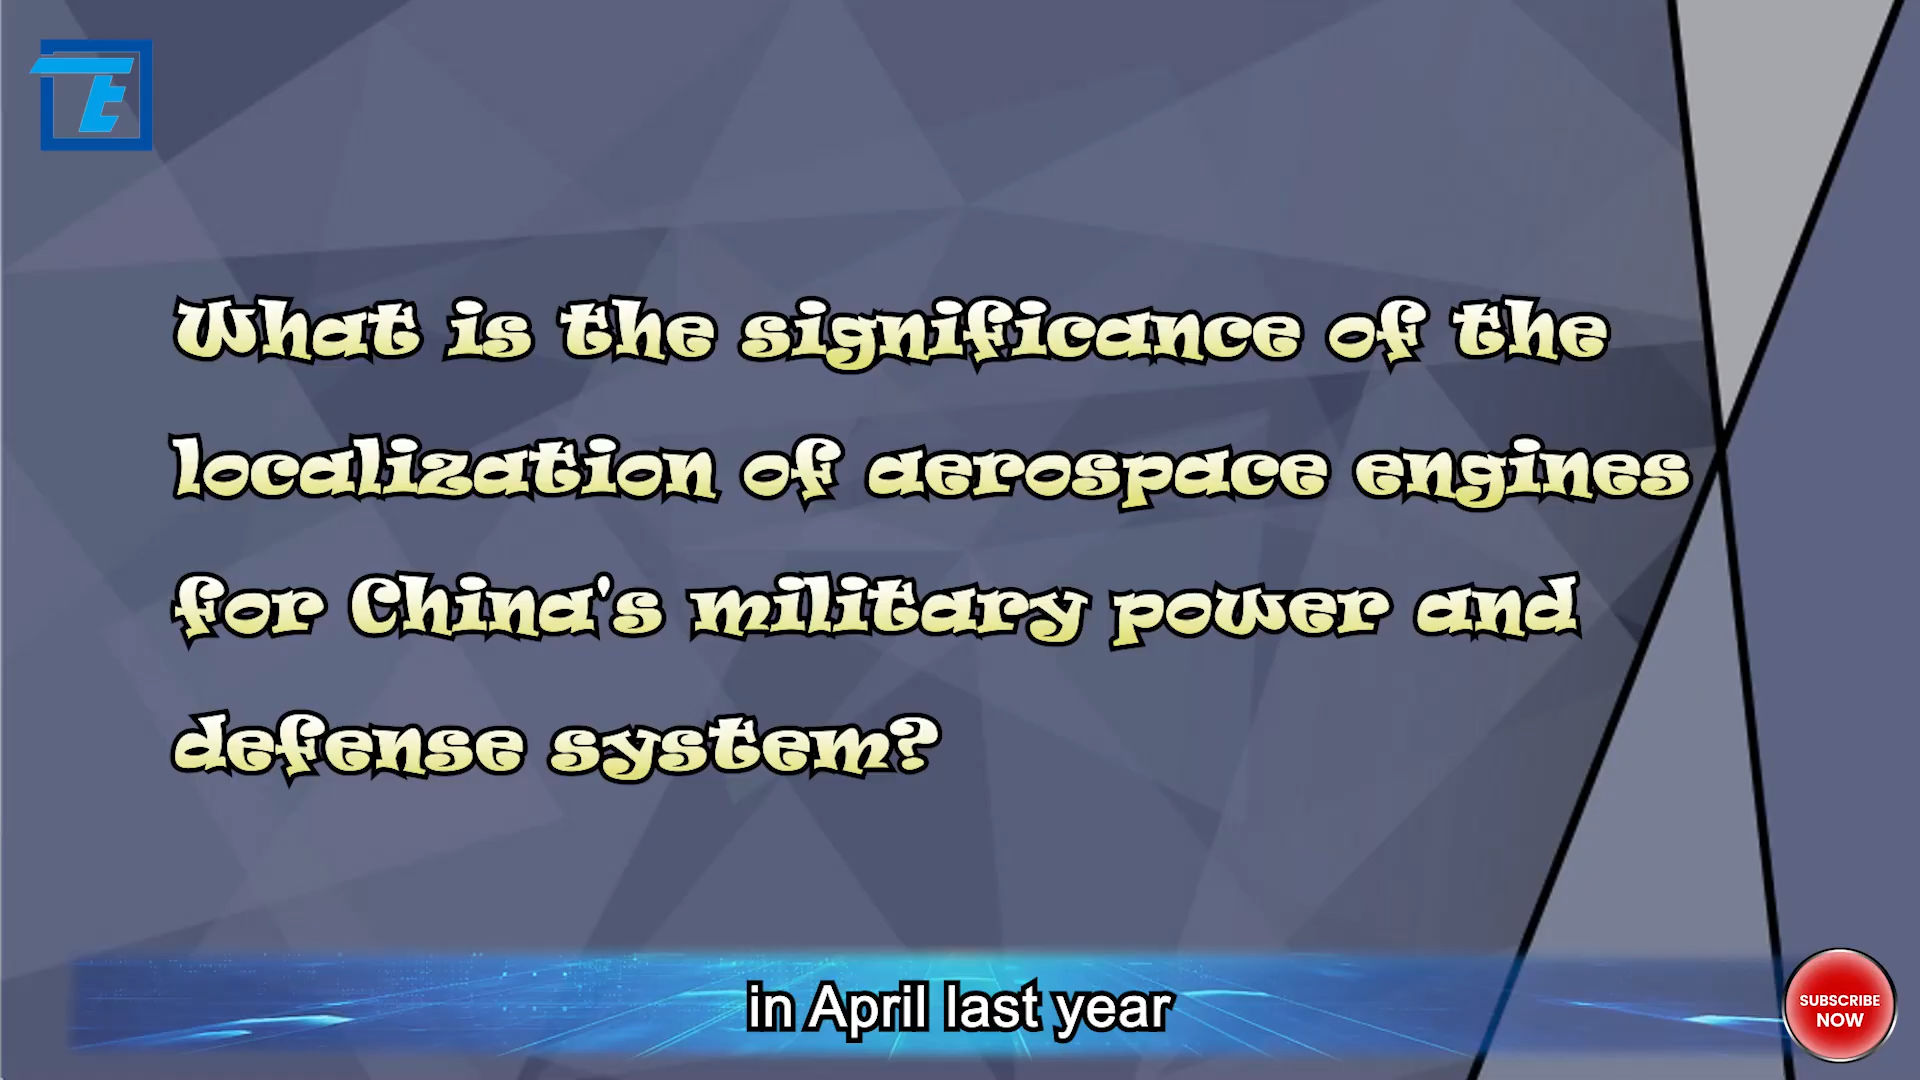 TE
What is the significance of the
localization of aerospace engines
for China's military power and
defense system?
in April last year
SUBSCRIBE
NOW